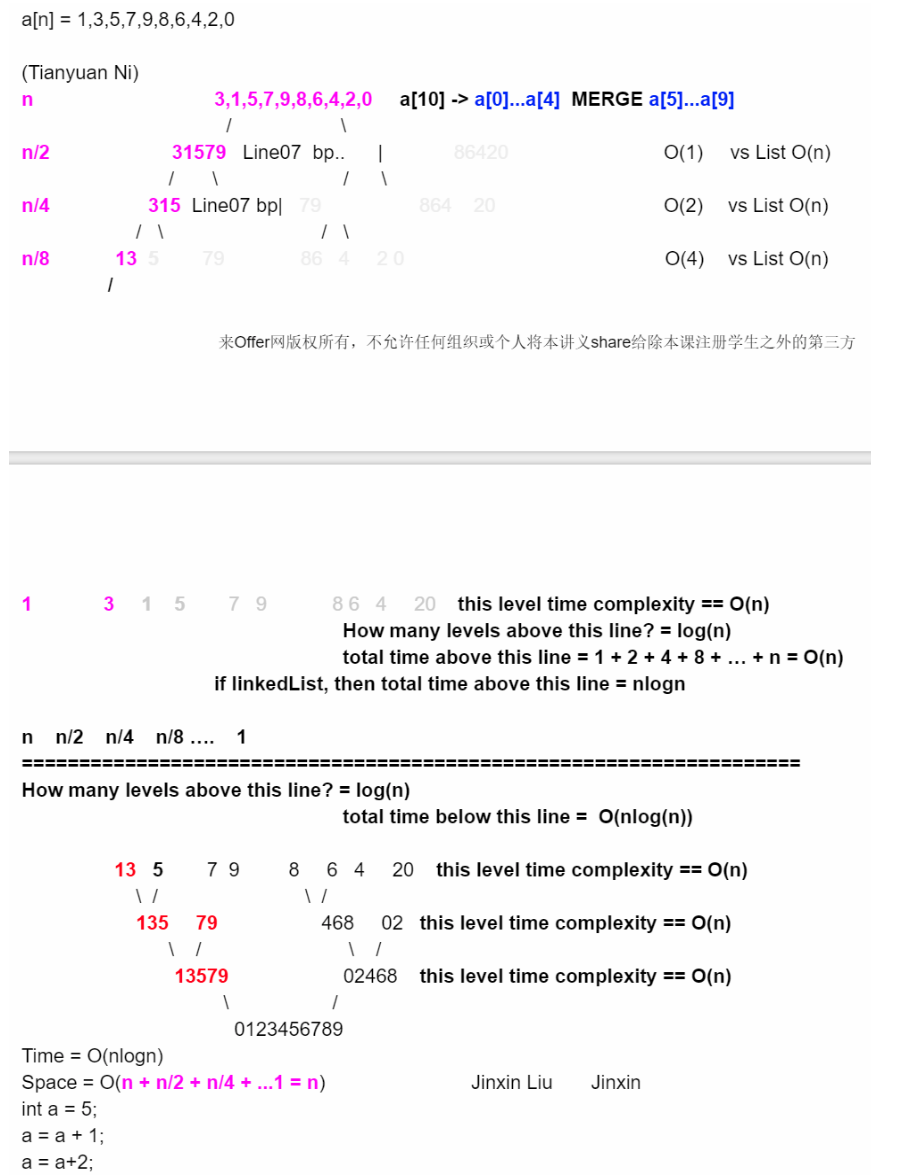 a[n] = 1,3,5,7,9,8,6,4,2,0
(Tianyuan Ni)
n 3,1,5,7,9,8,6,4,2,0 a[10] -> a[0]...a[4] MERGE a[5]...a[9]
/ \
n/2 31579 Line07 bp.. | 86420 O(1) vs List O(n)
/ \ / \
n/4 315 Line07 bp| 79 864 20 O(2) vs List O(n)
/ \ / \
n/8 13 5 79 86 4 2 0 O(4) vs List O(n)
/
来Offer网版权所有，不允许任何组织或个人将本讲义share给除本课注册学生之外的第三方
1 3 1 5 7 9 8 6 4 20 this level time complexity == O(n)
How many levels above this line? = log(n)
total time above this line = 1 + 2 + 4 + 8 + … + n = O(n)
if linkedList, then total time above this line = nlogn
n n/2 n/4 n/8 …. 1
====================================================================
How many levels above this line? = log(n)
total time below this line = O(nlog(n))
13 5 7 9 8 6 4 20 this level time complexity == O(n)
\ / \ /
135 79 468 02 this level time complexity == O(n)
\ / \ /
13579 02468 this level time complexity == O(n)
\ /
0123456789
Time = O(nlogn)
Space = O(n + n/2 + n/4 + ...1 = n) Jinxin Liu Jinxin
int a = 5;
a = a + 1;
a = a+2;